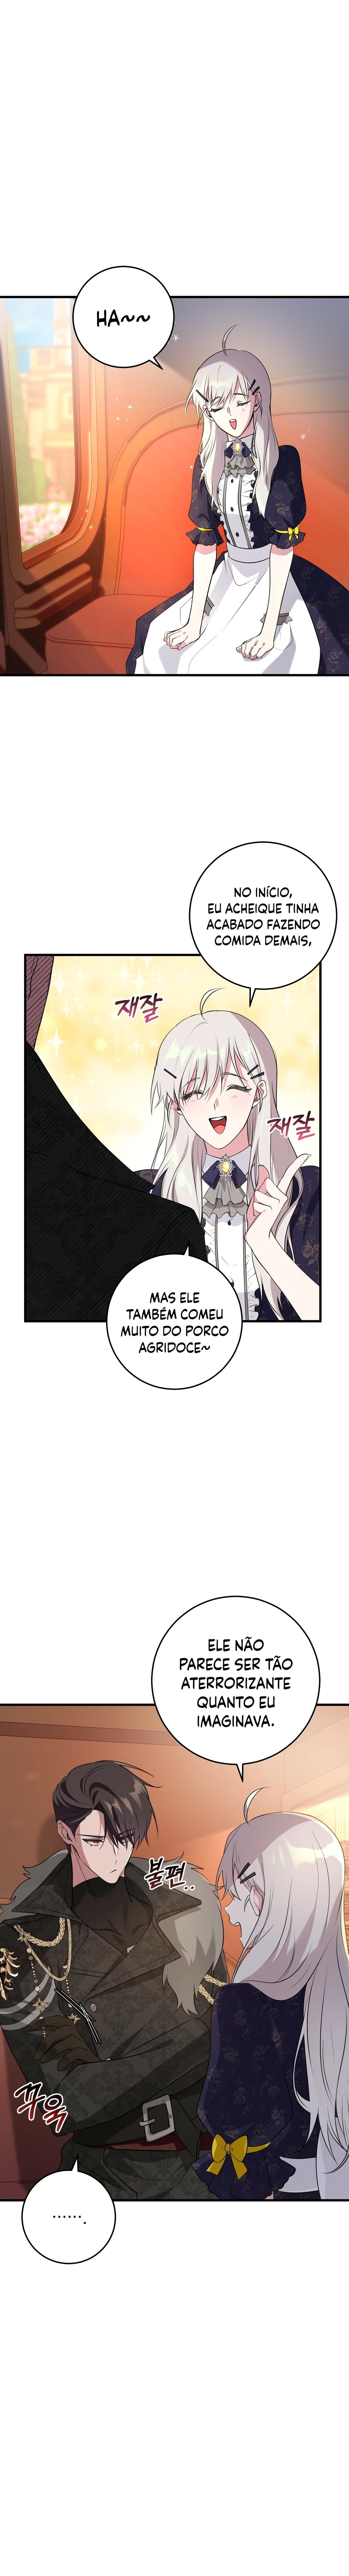 HA~~
NO INÍCIO,
EU ACHEIQUE TINHA
ACABADO FAZENDO
COMIDA DEMAIS,
재잘
재잘
MAS ELE
TAMBÉM COMEU
MUITO DO PORCO
AGRIDOCE~
ELE NÃO
PARECE SER TÃO
ATERRORIZANTE
QUANTO EU
IMAGINAVA.
불편..
꾸욱
.......